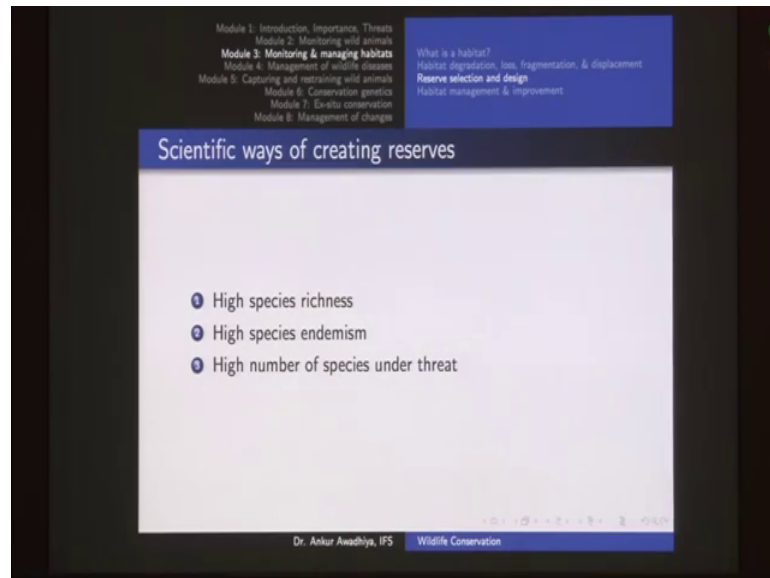 Module 1: Introduction, Importance, Threats
Module 2: Monitoring wild animals
Module 3: Monitoring & managing habitats
Module 4: Management of wildlife diseases
Module 5: Capturing and restraining wild animals
Module 6: Conservation genetics
Module 7: Ex-situ conservation
Module 8: Management of changes
What is a habitat?
Habitat degradation, loss, fragmentation, & displacement
Reserve selection and design
Habitat management & improvement
Scientific ways of creating reserves
1 High species richness
2 High species endemism
3 High number of species under threat
Dr. Ankur Awadhiya, IFS
Wildlife Conservation